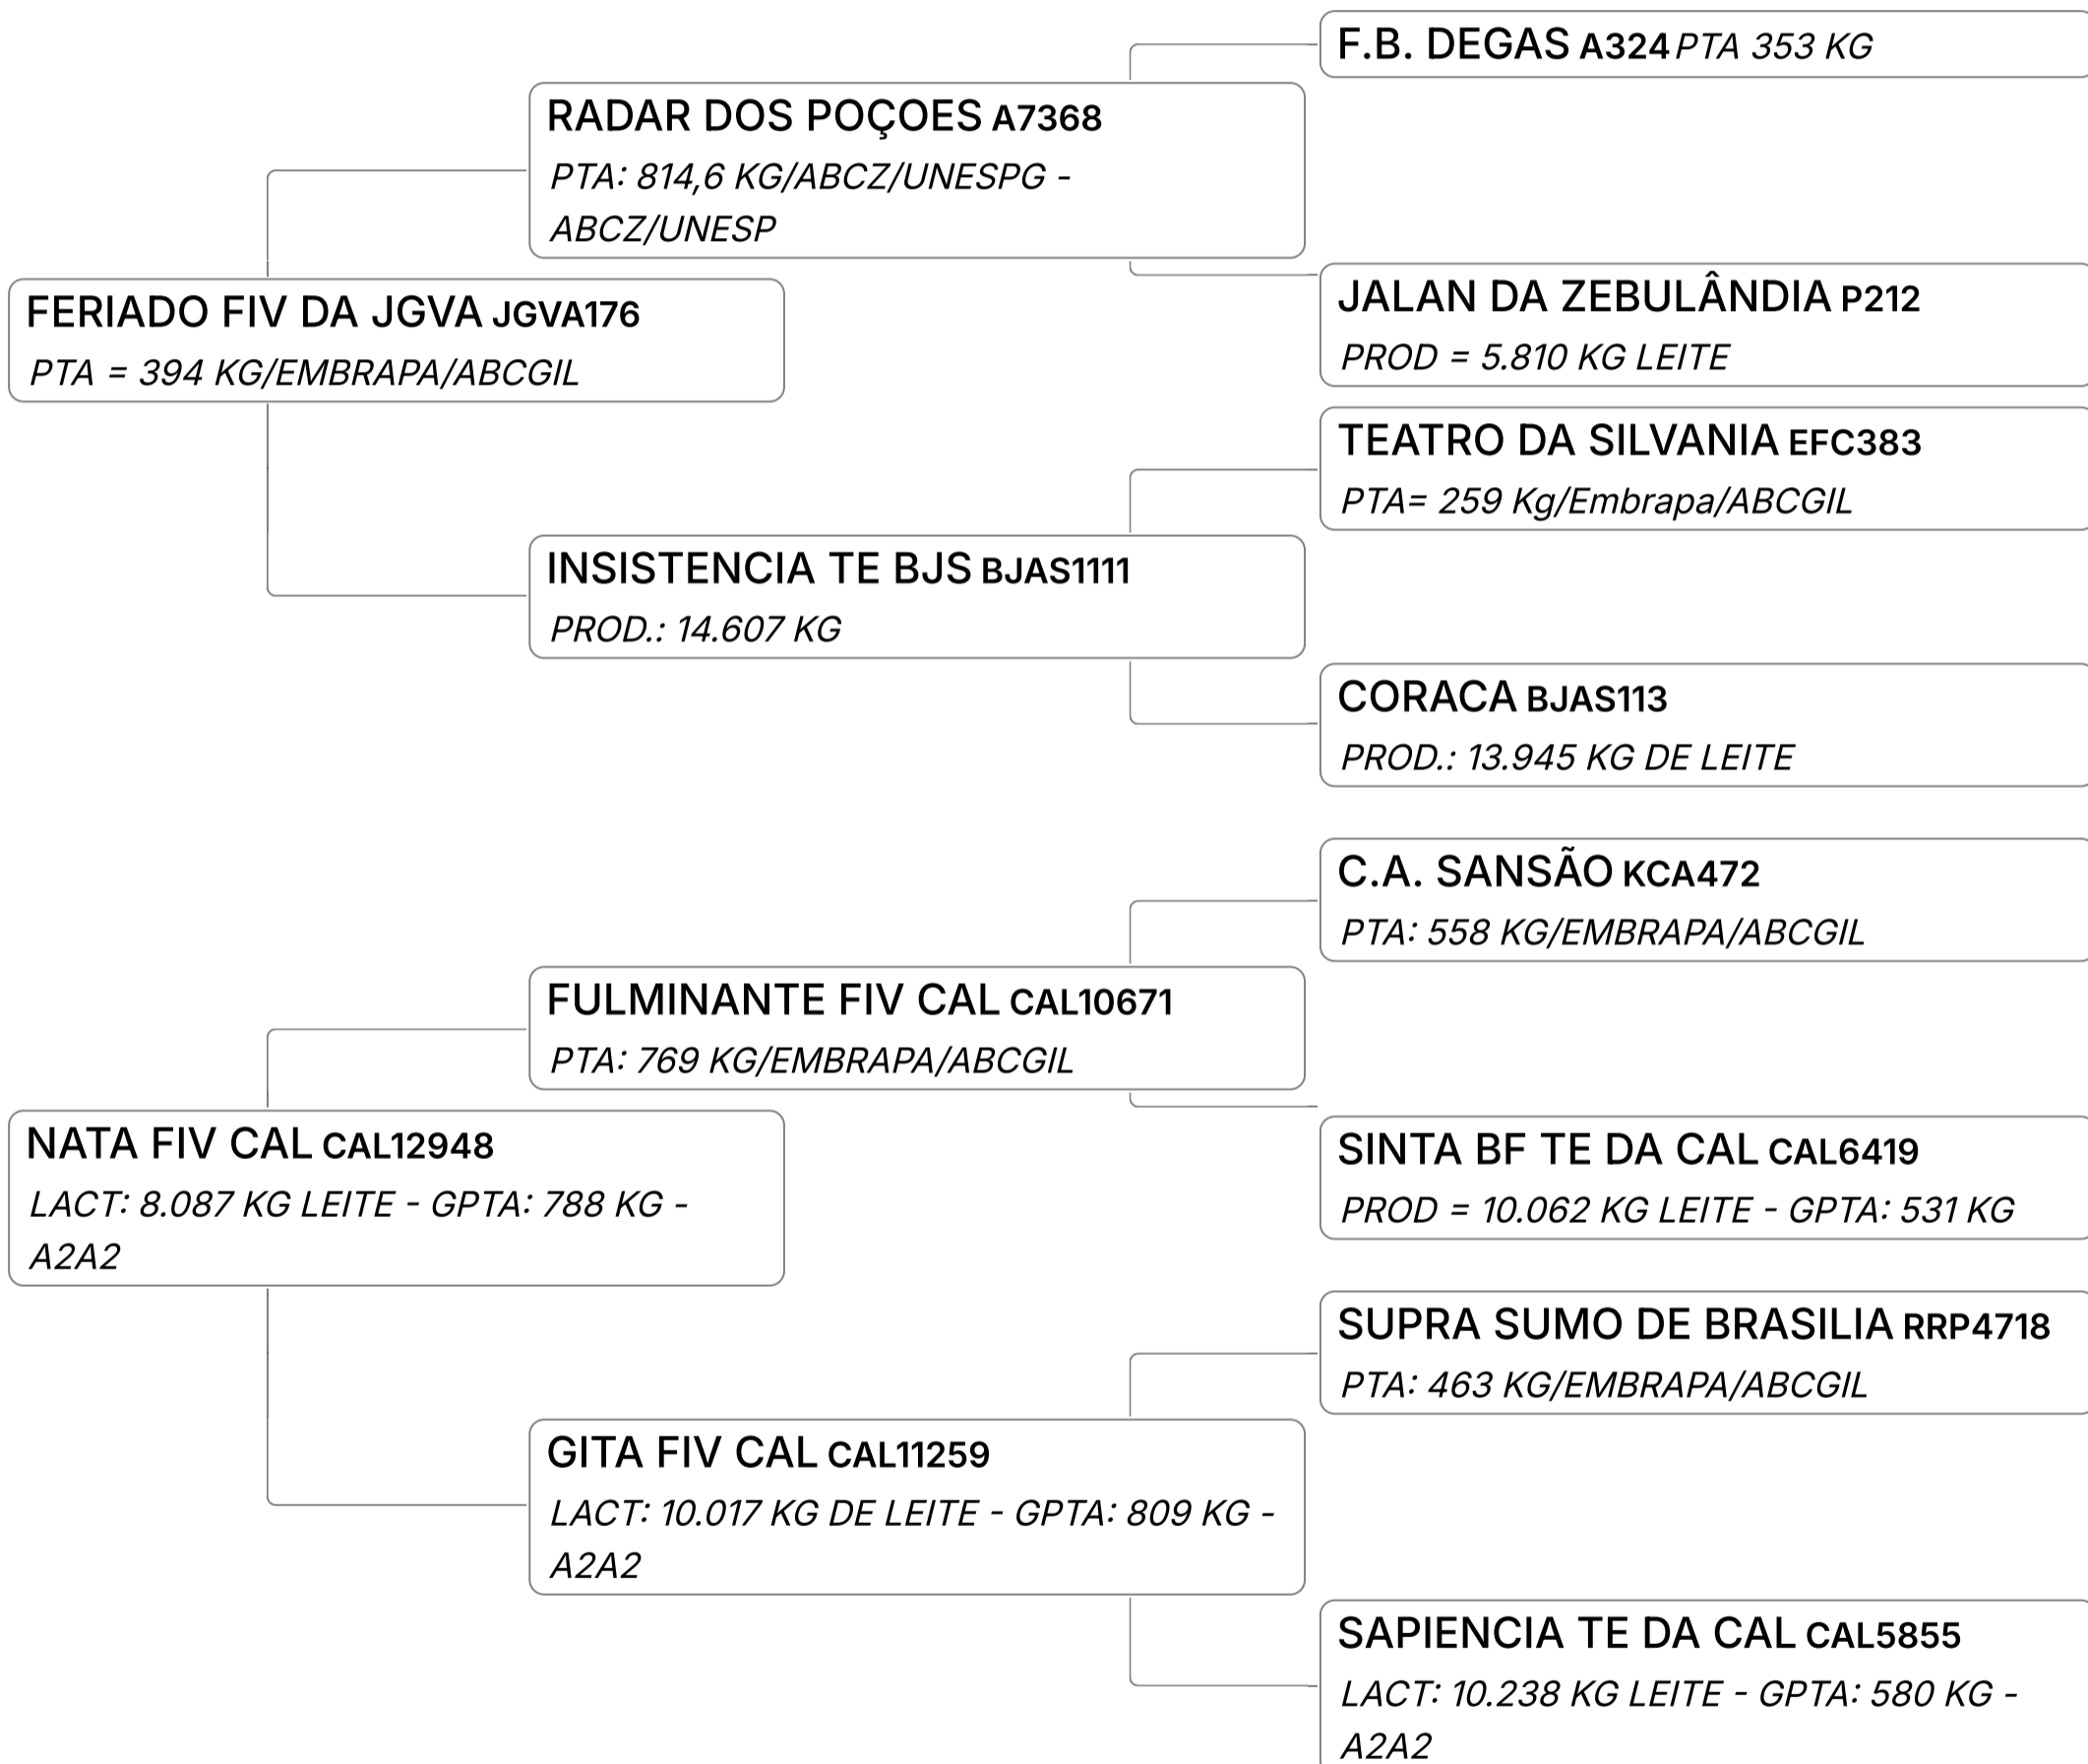 F.B. DEGAS A324 PTA 353 KG
RADAR DOS POÇOES A7368
PTA: 814,6 KG/ABCZ/UNESPG -
ABCZ/UNESP
JALAN DA ZEBULÂNDIA P212
PROD = 5.810 KG LEITE
FERIADO FIV DA JGVA JGVA176
PTA = 394 KG/EMBRAPA/ABCGIL
TEATRO DA SILVANIA EFC383
PTA= 259 Kg/Embrapa/ABCGIL
INSISTENCIA TE BJS BJAS1111
PROD.: 14.607 KG
CORACA BJAS113
PROD.: 13.945 KG DE LEITE
C.A. SANSÃO KCA472
PTA: 558 KG/EMBRAPA/ABCGIL
FULMINANTE FIV CAL CAL10671
PTA: 769 KG/EMBRAPA/ABCGIL
SINTA BF TE DA CAL CAL6419
PROD = 10.062 KG LEITE - GPTA: 531 KG
NATA FIV CAL CAL12948
LACT: 8.087 KG LEITE - GPTA: 788 KG -
A2A2
SUPRA SUMO DE BRASILIA RRP4718
PTA: 463 KG/EMBRAPA/ABCGIL
GITA FIV CAL CAL11259
LACT: 10.017 KG DE LEITE - GPTA: 809 KG -
A2A2
SAPIENCIA TE DA CAL CAL5855
LACT: 10.238 KG LEITE - GPTA: 580 KG -
A2A2